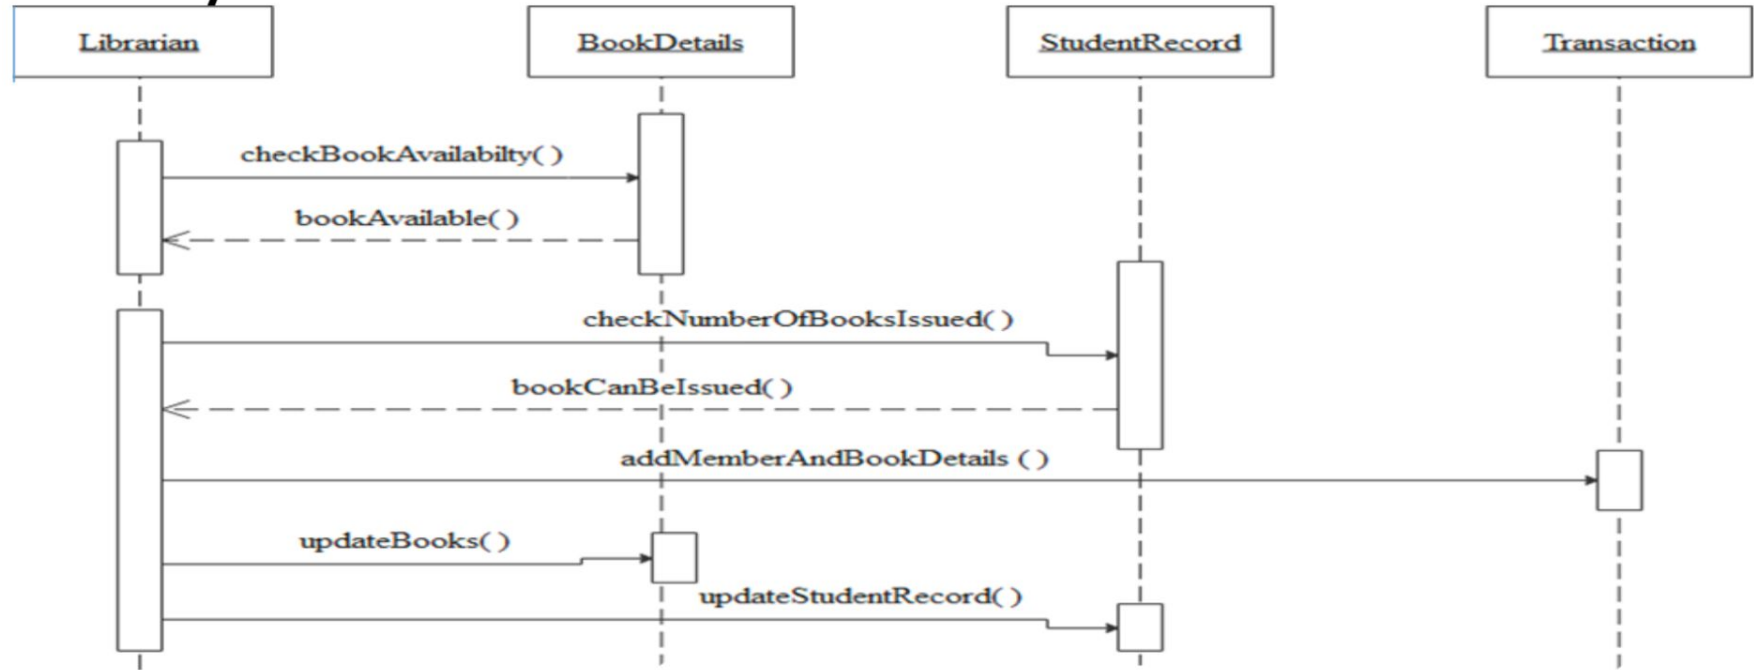 Librarian
BookDetails
StudentRecord
Transaction
checkBookAvailabilty( )
bookAvailable( )
checkNumberOfBooksIssued( )
bookCanBeIssued( )
addMemberAndBookDetails ( )
updateBooks( )
updateStudentRecord( )